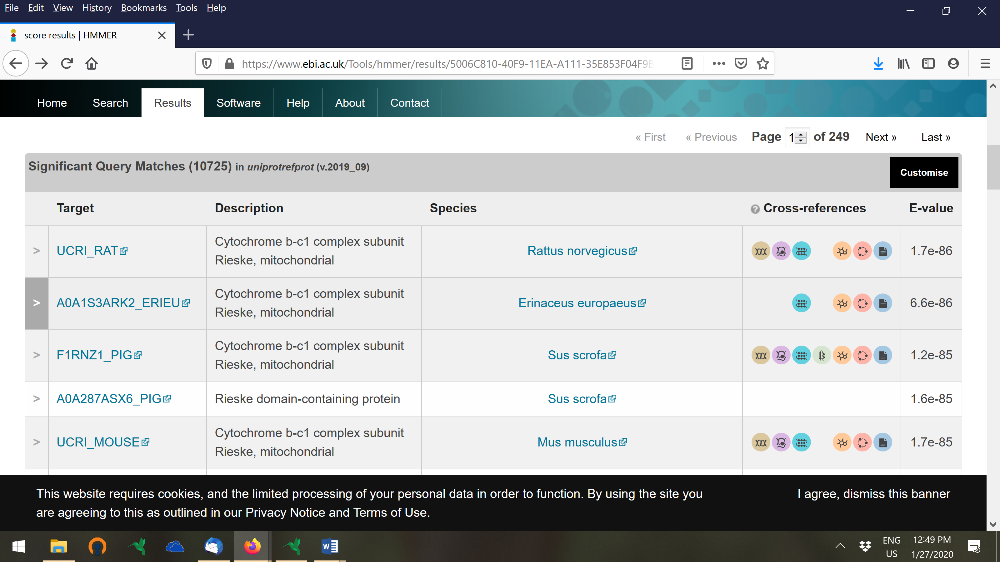 File Edit View History Bookmarks Tools Help
score results | HMMER
https://www.ebi.ac.uk/Tools/hmmer/results/5006C810-40F9-11EA-A111-35E853F04F9
Home Search Results Software Help About Contact
« First « Previous Page 1 of 249 Next » Last »
Significant Query Matches (10725) in uniprotrefprot (v.2019_09)
Customise
Target Description Species ? Cross-references E-value
> UCRI_RAT Cytochrome b-c1 complex subunit Rattus norvegicus 1.7e-86
Rieske, mitochondrial
> A0A1S3ARK2_ERIEU Cytochrome b-c1 complex subunit Erinaceus europaeus 6.6e-86
Rieske, mitochondrial
> F1RNZ1_PIG Cytochrome b-c1 complex subunit Sus scrofa 1.2e-85
Rieske, mitochondrial
> A0A287ASX6_PIG Rieske domain-containing protein Sus scrofa 1.6e-85
> UCRI_MOUSE Cytochrome b-c1 complex subunit Mus musculus 1.7e-85
Rieske, mitochondrial
This website requires cookies, and the limited processing of your personal data in order to function. By using the site you
are agreeing to this as outlined in our Privacy Notice and Terms of Use.
I agree, dismiss this banner
W
ENG
US
12:49 PM
1/27/2020